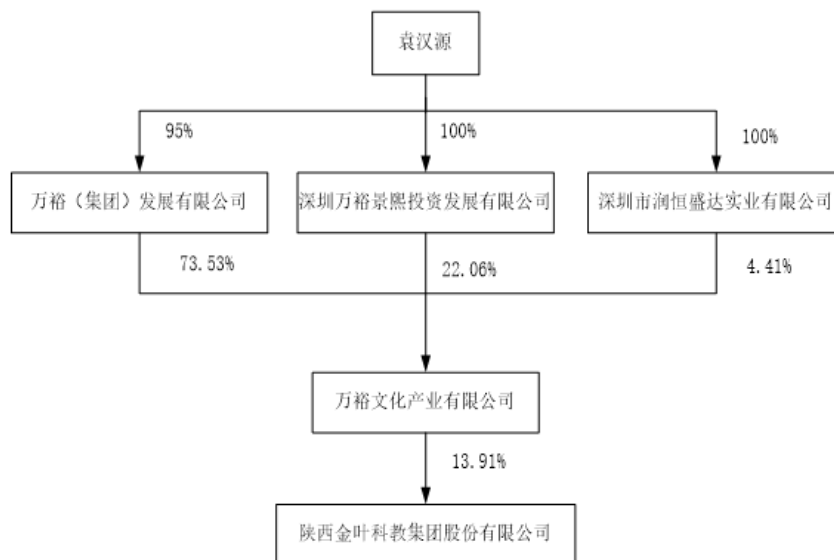 袁汉源
95%
100%
100%
万裕（集团）发展有限公司
深圳万裕景熙投资发展有限公司
深圳市润恒盛达实业有限公司
73.53%
22.06%
4.41%
万裕文化产业有限公司
13.91%
陕西金叶科教集团股份有限公司